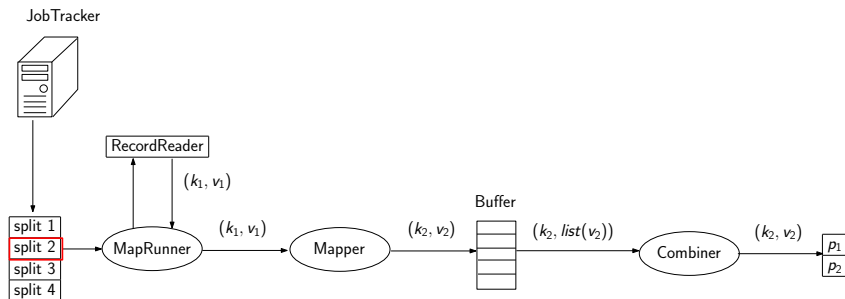 JobTracker
RecordReader
(k₁, v₁)
Buffer
split 1
split 2
split 3
split 4
MapRunner
(k₁, v₁)
Mapper
(k₂, v₂)
(k₂, list(v₂))
Combiner
(k₂, v₂)
p₁
p₂